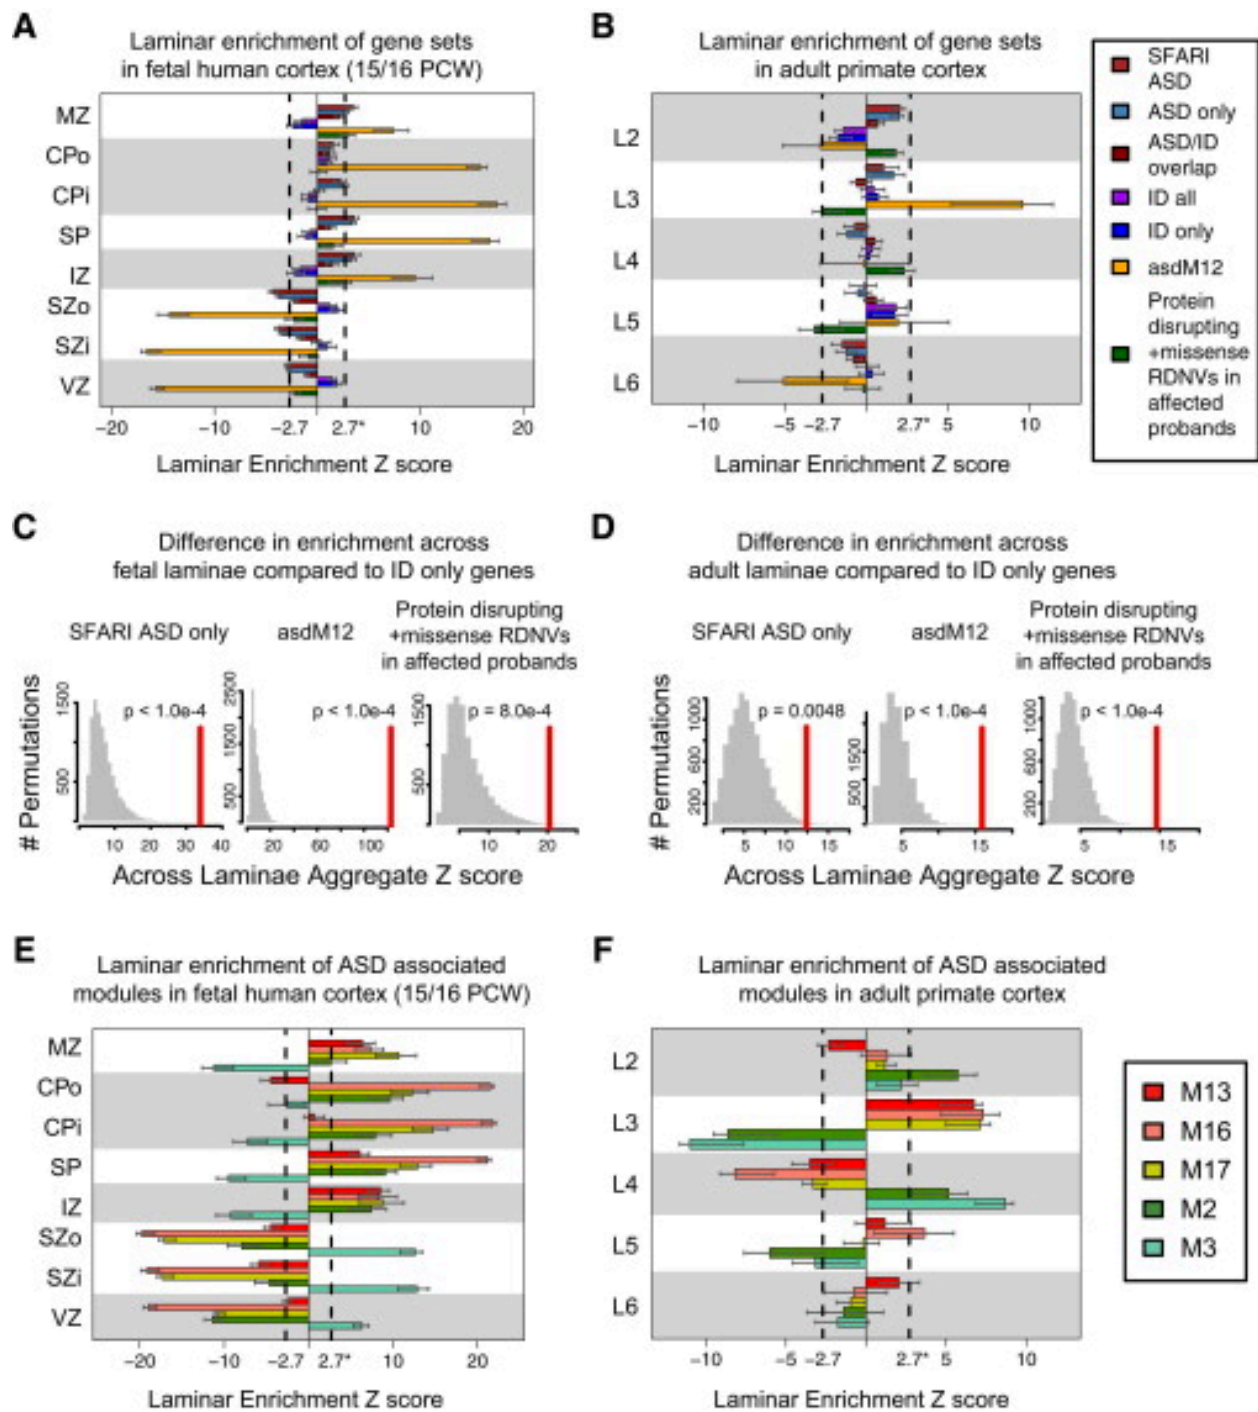 A
Laminar enrichment of gene sets
in fetal human cortex (15/16 PCW)
MZ
CPo
CPi
SP
IZ
SZo
SZi
VZ
−20
−10
−2.7
2.7*
10
20
Laminar Enrichment Z score
B
Laminar enrichment of gene sets
in adult primate cortex
L2
L3
L4
L5
L6
−10
−5
−2.7
2.7*
5
10
Laminar Enrichment Z score
SFARI
ASD
ASD only
ASD/ID
overlap
ID all
ID only
asdM12
Protein
disrupting
+missense
RDNVs in
affected
probands
C
Difference in enrichment across
fetal laminae compared to ID only genes
SFARI ASD only
asdM12
Protein disrupting
+missense RDNVs
in affected probands
# Permutations
1500
500
p < 1.0e-4
10
20
30
40
2500
1500
500
p < 1.0e-4
20
60
100
1500
500
p = 8.0e-4
10
20
Across Laminae Aggregate Z score
D
Difference in enrichment across
adult laminae compared to ID only genes
SFARI ASD only
asdM12
Protein disrupting
+missense RDNVs
in affected probands
# Permutations
1000
600
200
p = 0.0048
5
15
1500
500
p < 1.0e-4
5
15
1000
600
200
p < 1.0e-4
5
15
Across Laminae Aggregate Z score
E
Laminar enrichment of ASD associated
modules in fetal human cortex (15/16 PCW)
MZ
CPo
CPi
SP
IZ
SZo
SZi
VZ
−20
−2.7
2.7*
10
20
Laminar Enrichment Z score
F
Laminar enrichment of ASD associated
modules in adult primate cortex
L2
L3
L4
L5
L6
−10
−5
−2.7
2.7*
5
10
Laminar Enrichment Z score
M13
M16
M17
M2
M3